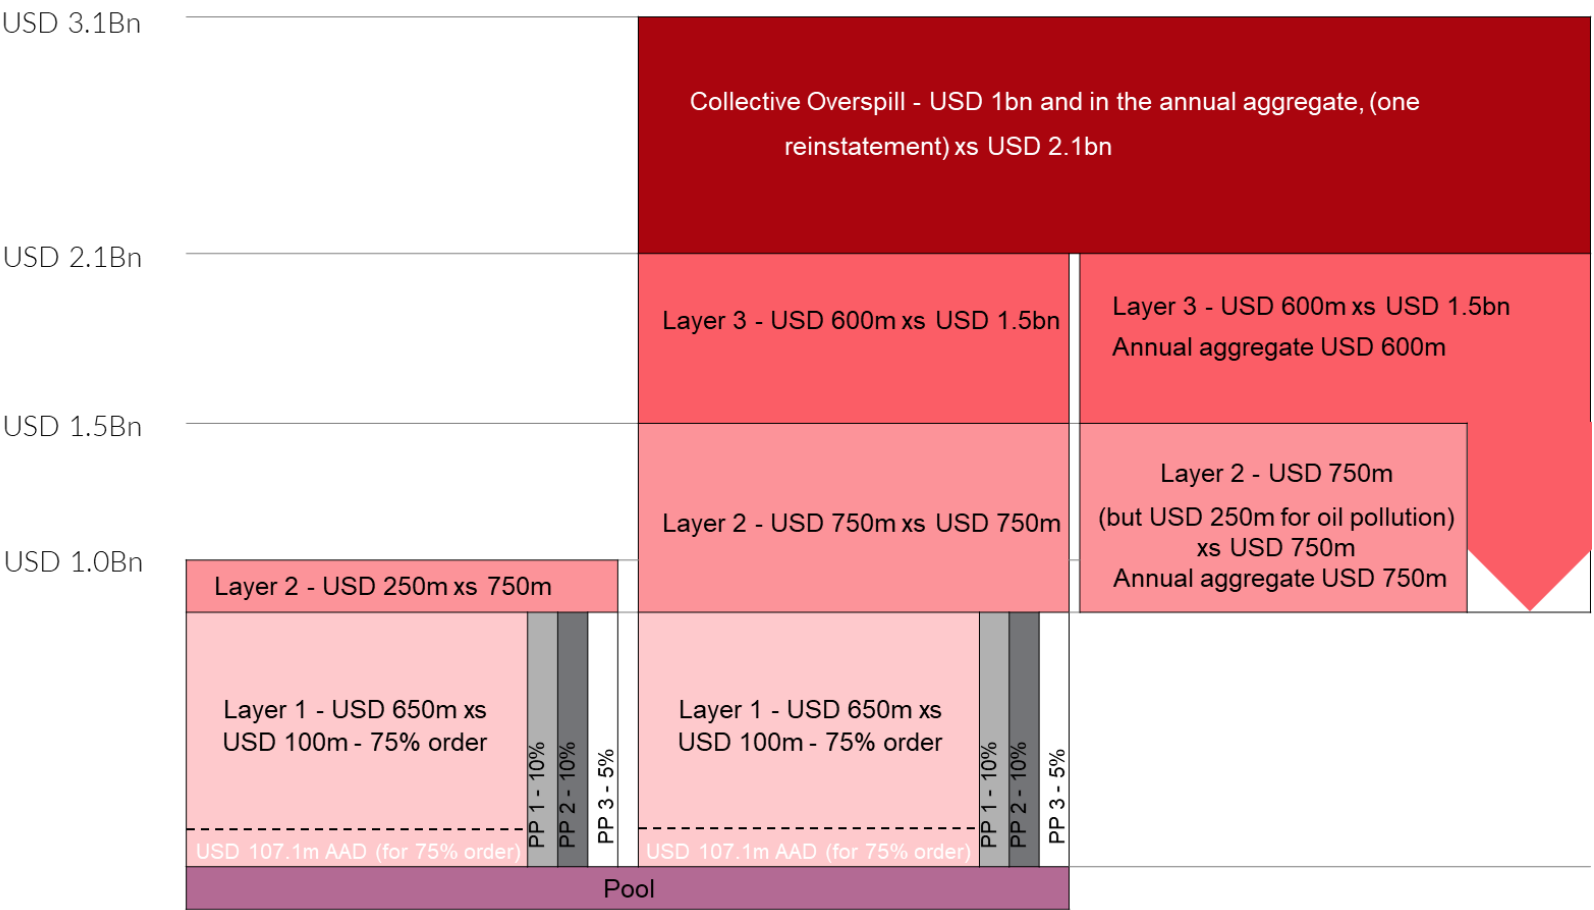 USD 3.1Bn
Collective Overspill - USD 1bn and in the annual aggregate, (one
reinstatement) xs USD 2.1bn
USD 2.1Bn
Layer 3 - USD 600m xs USD 1.5bn
Layer 3 - USD 600m xs USD 1.5bn
Annual aggregate USD 600m
USD 1.5Bn
Layer 2 - USD 750m xs USD 750m
Layer 2 - USD 750m
(but USD 250m for oil pollution)
xs USD 750m
Annual aggregate USD 750m
USD 1.0Bn
Layer 2 - USD 250m xs 750m
Layer 1 - USD 650m xs
USD 100m - 75% order
PP 1 - 10%
PP 2 - 10%
PP 3 - 5%
USD 107.1m AAD (for 75% order)
Layer 1 - USD 650m xs
USD 100m - 75% order
PP 1 - 10%
PP 2 - 10%
PP 3 - 5%
USD 107.1m AAD (for 75% order)
Pool